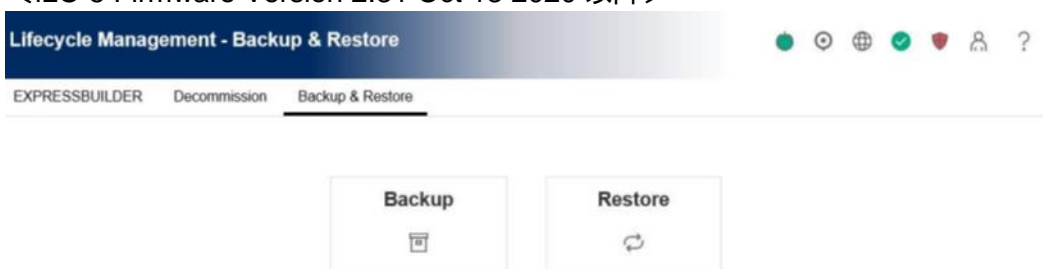 Lifecycle Management - Backup & Restore
EXPRESSBUILDER Decommission Backup & Restore
Backup Restore